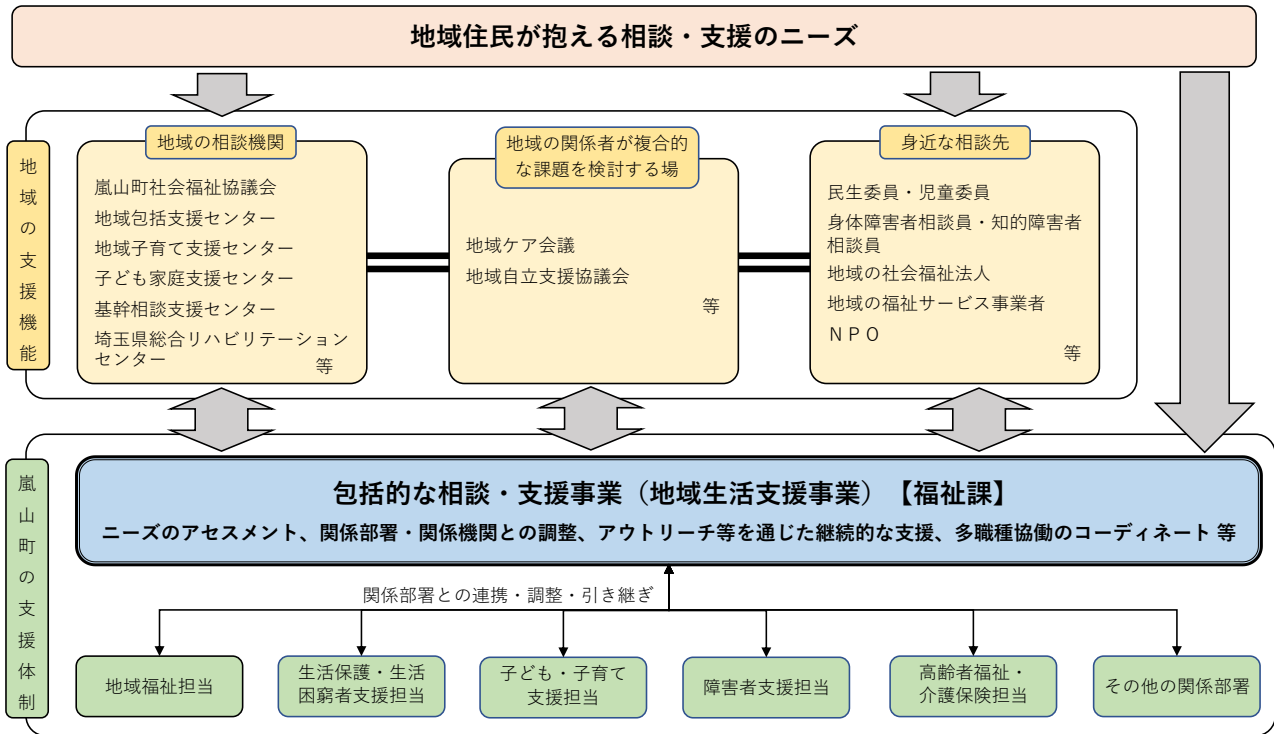 地域住民が抱える相談・支援のニーズ
地域の支援機能
地域の相談機関
嵐山町社会福祉協議会
地域包括支援センター
地域子育て支援センター
子ども家庭支援センター
基幹相談支援センター
埼玉県総合リハビリテーション
センター
等
地域の関係者が複合的
な課題を検討する場
地域ケア会議
地域自立支援協議会
等
身近な相談先
民生委員・児童委員
身体障害者相談員・知的障害者
相談員
地域の社会福祉法人
地域の福祉サービス事業者
ＮＰＯ
等
嵐山町の支援体制
包括的な相談・支援事業（地域生活支援事業）【福祉課】
ニーズのアセスメント、関係部署・関係機関との調整、アウトリーチ等を通じた継続的な支援、多職種協働のコーディネート 等
関係部署との連携・調整・引き継ぎ
地域福祉担当
生活保護・生活
困窮者支援担当
子ども・子育て
支援担当
障害者支援担当
高齢者福祉・
介護保険担当
その他の関係部署